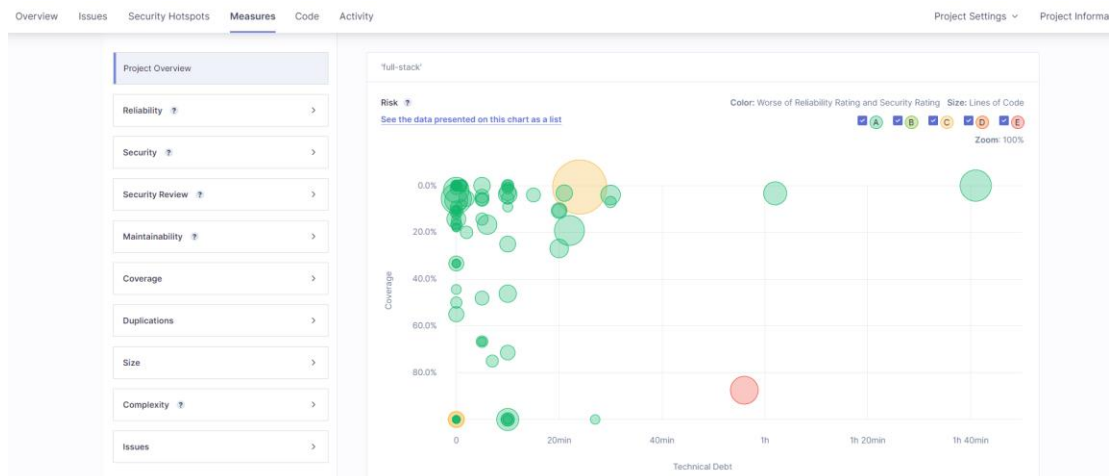 Overview Issues Security Hotspots Measures Code Activity Project Settings Project Informa
Project Overview
Reliability ?
Security ?
Security Review ?
Maintainability ?
Coverage
Duplications
Size
Complexity ?
Issues
'full-stack'
Risk ? Color: Worse of Reliability Rating and Security Rating Size: Lines of Code
See the data presented on this chart as a list A B C D E
Zoom: 100%
0.0%
20.0%
40.0%
60.0%
80.0%
Coverage
0 20min 40min 1h 1h 20min 1h 40min
Technical Debt